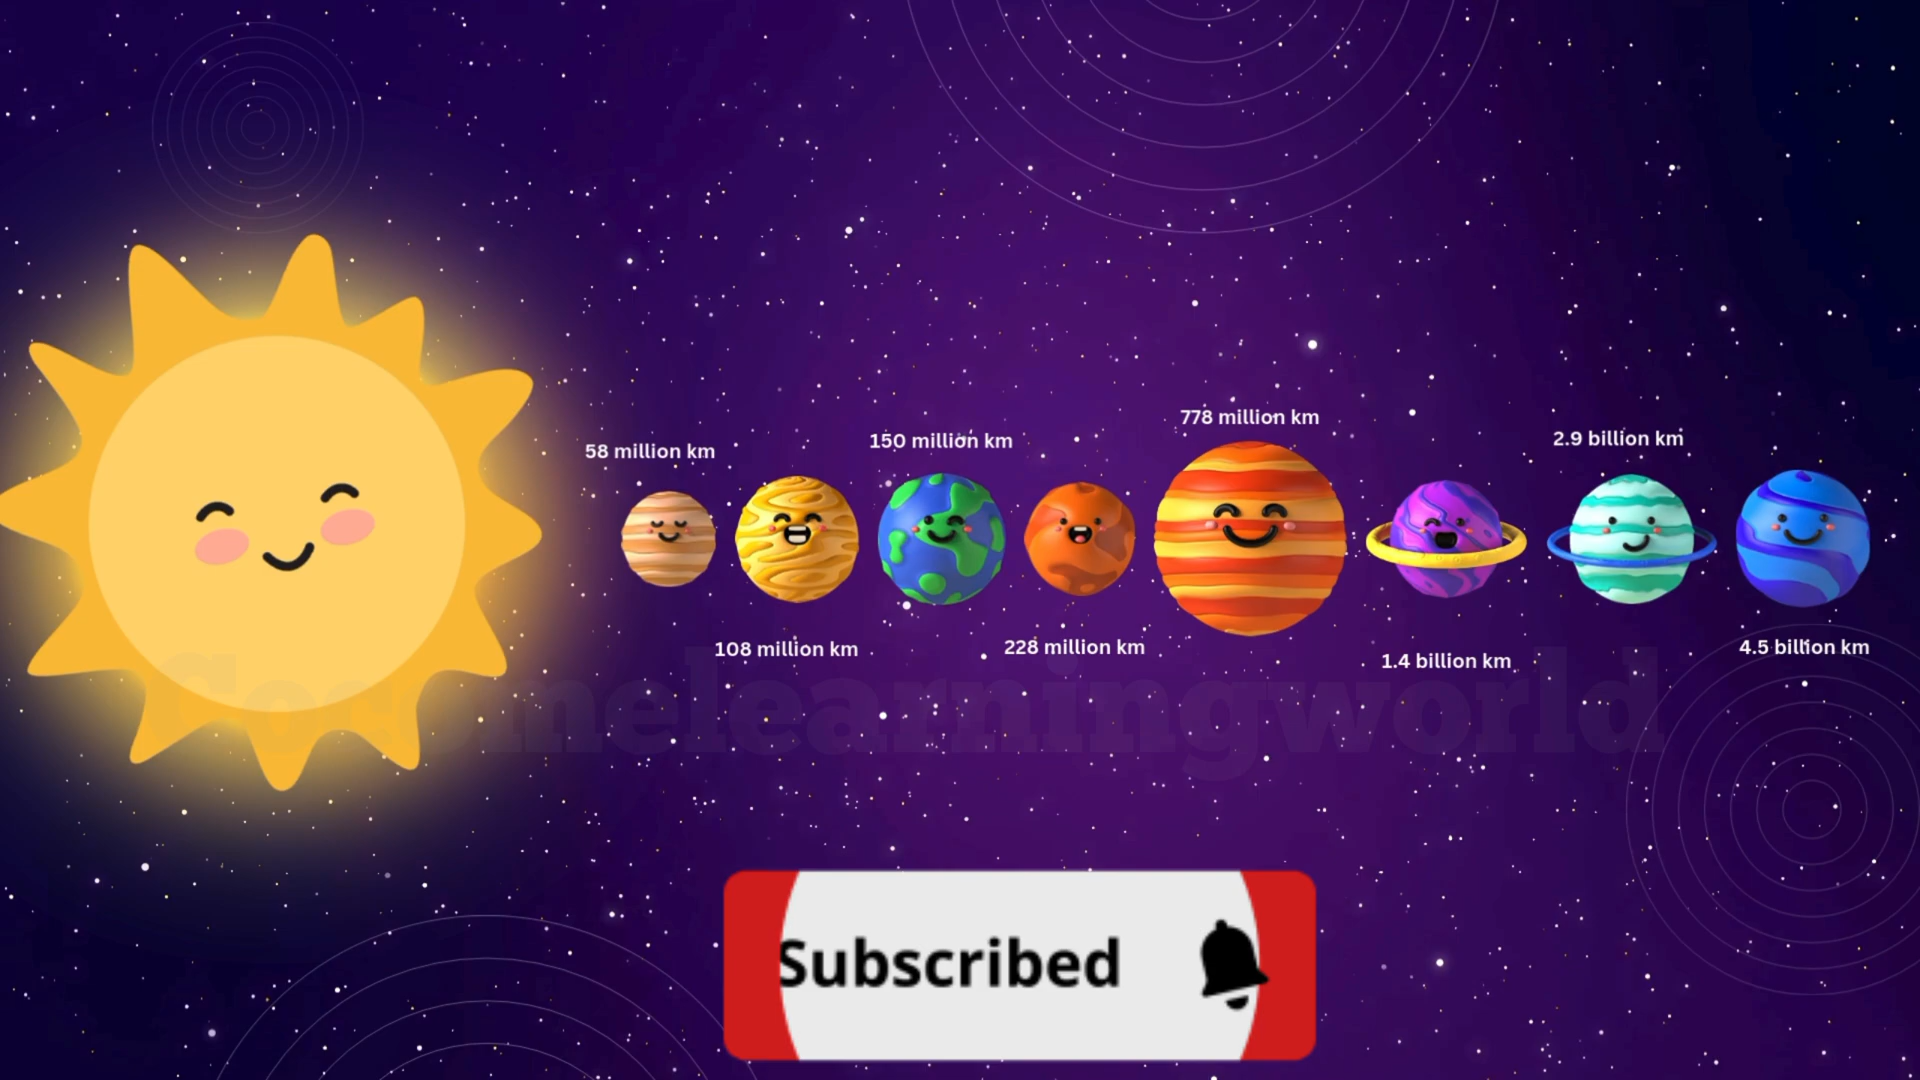 778 million km
2.9 billion km
150 million km
58 million km
228 million km
4.5 billion km
108 million km
1.4 billion km
Cocomelearningworld
Subscribed